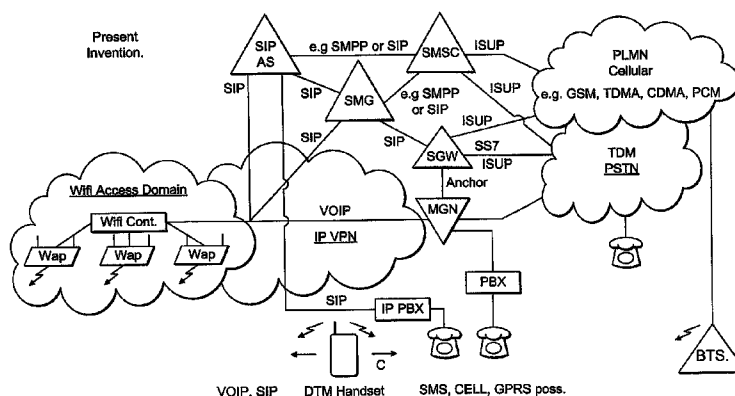 Present
Invention.
SIP
AS
e.g SMPP or SIP
SMSC
ISUP
PLMN
Cellular
e.g. GSM, TDMA, CDMA, PCM
SIP
SIP
SMG
e.g SMPP
or SIP
ISUP
ISUP
SIP
SIP
SGW
SS7
ISUP
TDM
PSTN
Anchor
Wifi Access Domain
Wifi Cont.
VOIP
MGN
IP VPN
Wap
Wap
Wap
PBX
SIP
IP PBX
C
BTS.
VOIP, SIP
DTM Handset
SMS, CELL, GPRS poss.